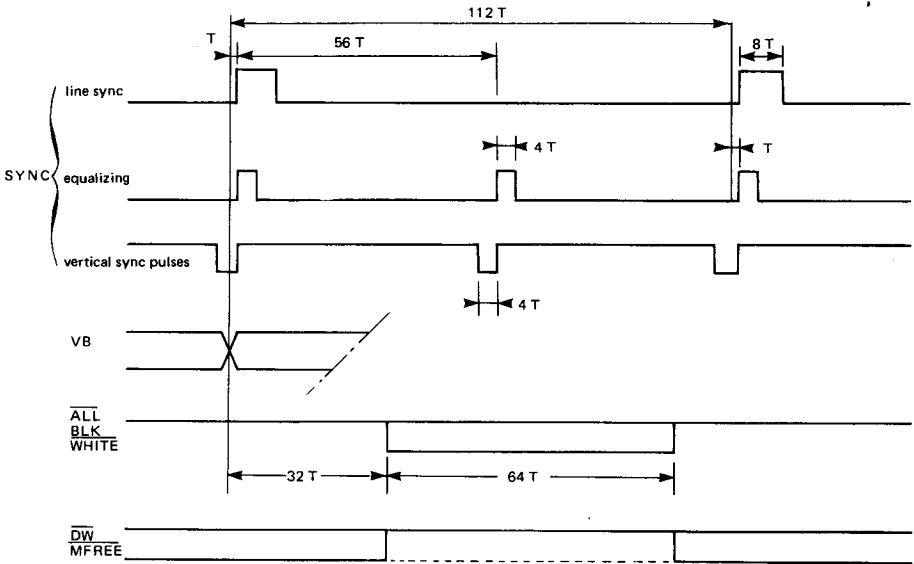 112 T
T
56 T
8 T
line sync
4 T
T
SYNC
equalizing
vertical sync pulses
4 T
VB
ALL
BLK
WHITE
32 T
64 T
DW
MFREE